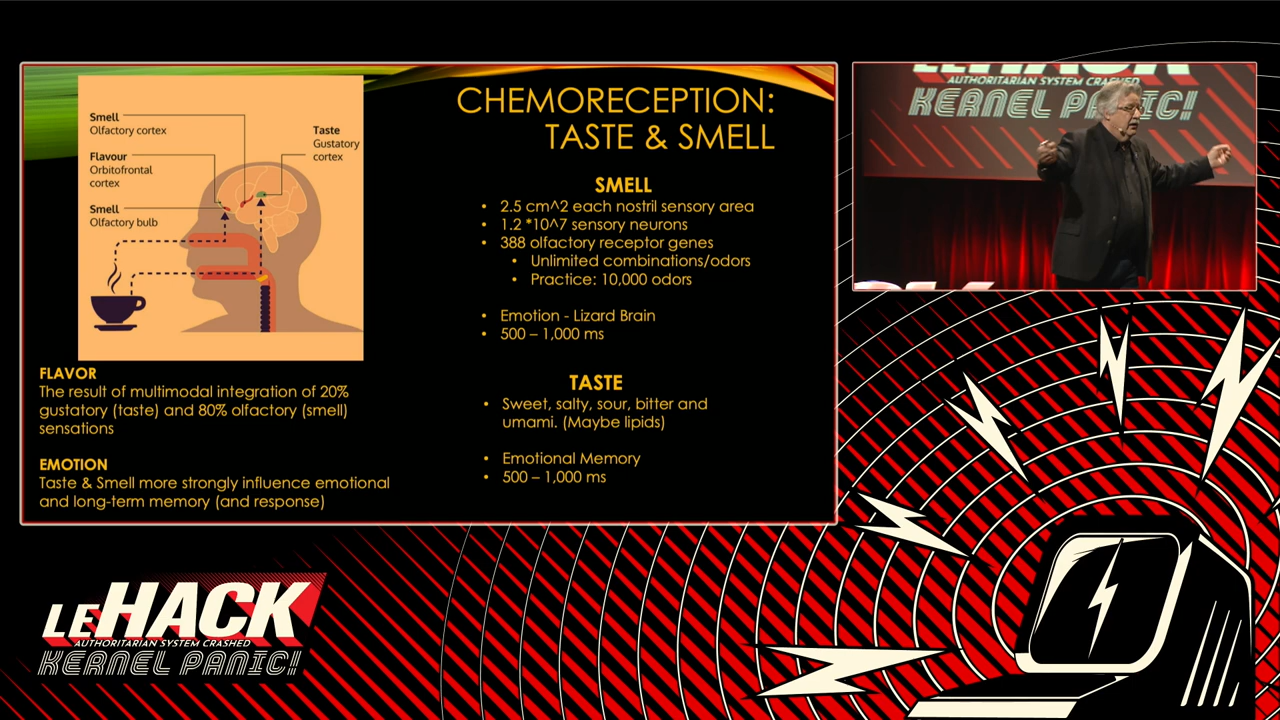 Smell
Olfactory cortex
Flavour
Orbitofrontal
cortex
Smell
Olfactory bulb
Taste
Gustatory
cortex
FLAVOR
The result of multimodal integration of 20%
gustatory (taste) and 80% olfactory (smell)
sensations
EMOTION
Taste & Smell more strongly influence emotional
and long-term memory (and response)
CHEMORECEPTION:
TASTE & SMELL
SMELL
• 2.5 cm^2 each nostril sensory area
• 1.2 *10^7 sensory neurons
• 388 olfactory receptor genes
• Unlimited combinations/odors
• Practice: 10,000 odors
• Emotion - Lizard Brain
• 500 – 1,000 ms
TASTE
• Sweet, salty, sour, bitter and
umami. (Maybe lipids)
• Emotional Memory
• 500 – 1,000 ms
LEHACK
AUTHORITARIAN SYSTEM CRASHED
KERNEL PANIC!
LEHACK
AUTHORITARIAN SYSTEM CRASHED
KERNEL PANIC!